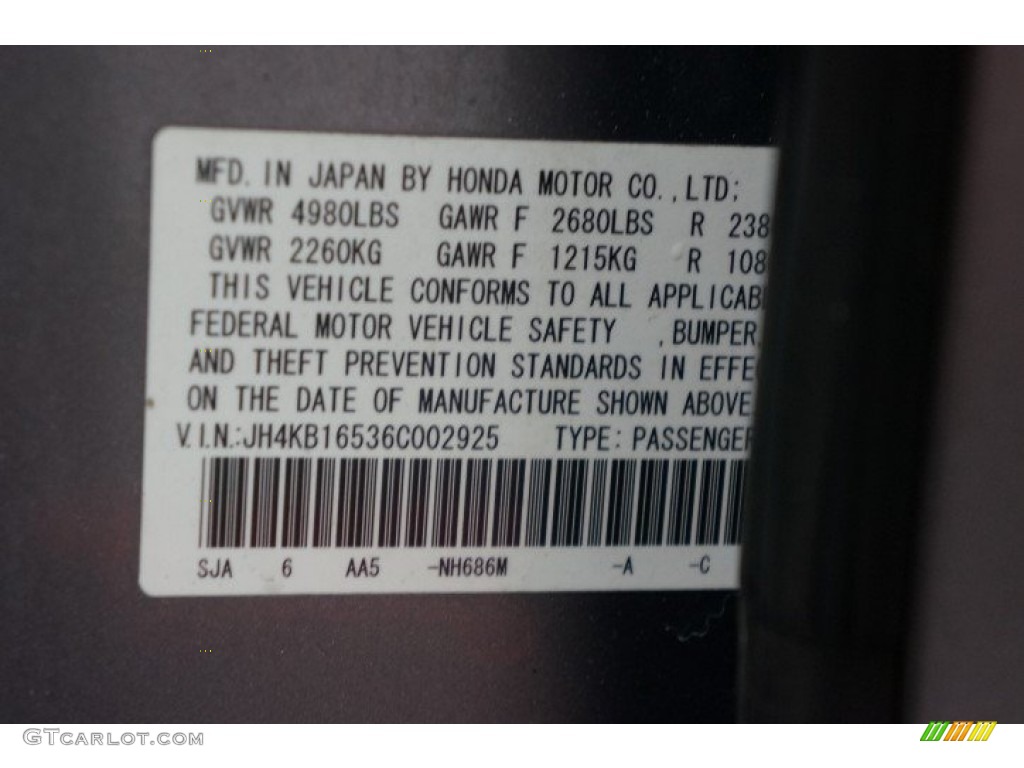 MFD. IN JAPAN BY HONDA MOTOR CO.,LTD;
GVWR 4980LBS GAWR F 2680LBS R 238
GVWR 2260KG GAWR F 1215KG R 108
THIS VEHICLE CONFORMS TO ALL APPLICAB
FEDERAL MOTOR VEHICLE SAFETY ,BUMPER,
AND THEFT PREVENTION STANDARDS IN EFFE
ON THE DATE OF MANUFACTURE SHOWN ABOVE
V.I.N.:JH4KB16536C002925 TYPE: PASSENGER
SJA 6 AA5 -NH686M -A -C
GTCARLOT.COM